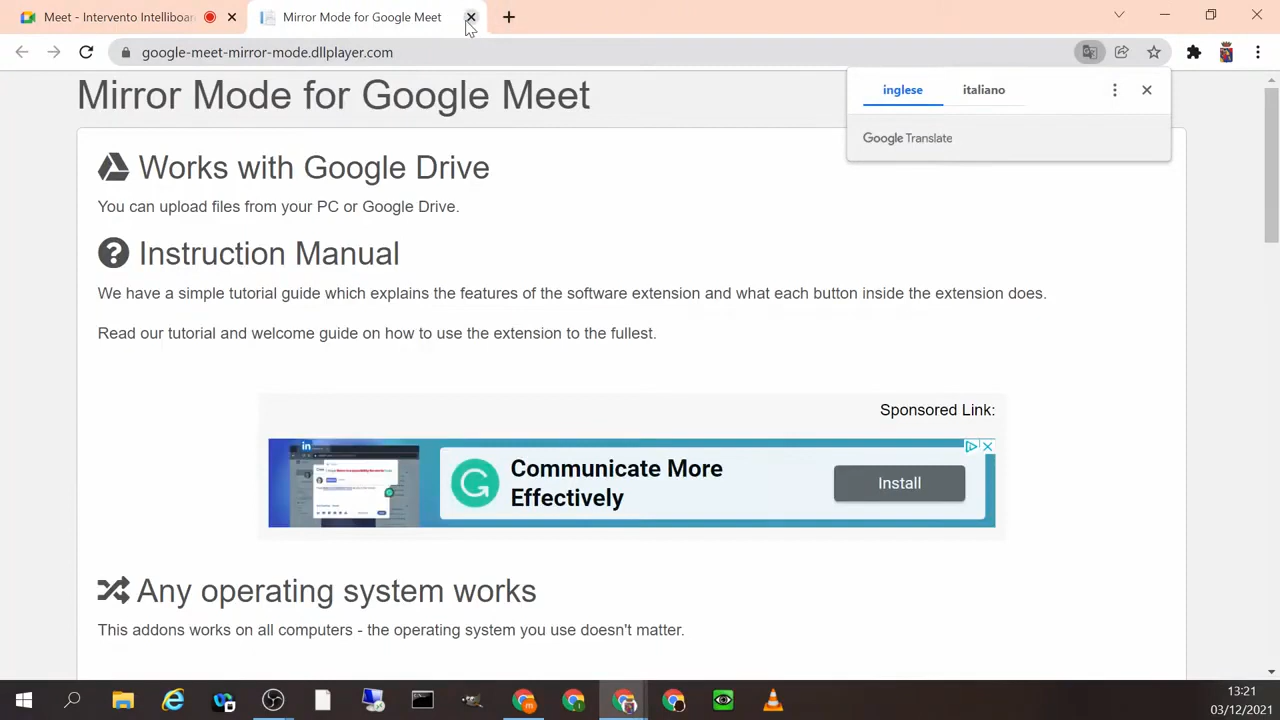 Meet - Intervento Intelliboar
Mirror Mode for Google Meet
google-meet-mirror-mode.dllplayer.com
Mirror Mode for Google Meet
inglese
italiano
Google Translate
Works with Google Drive
You can upload files from your PC or Google Drive.
Instruction Manual
We have a simple tutorial guide which explains the features of the software extension and what each button inside the extension does.
Read our tutorial and welcome guide on how to use the extension to the fullest.
Sponsored Link:
in
Communicate More
Effectively
Install
Any operating system works
This addons works on all computers - the operating system you use doesn't matter.
13:21
03/12/2021